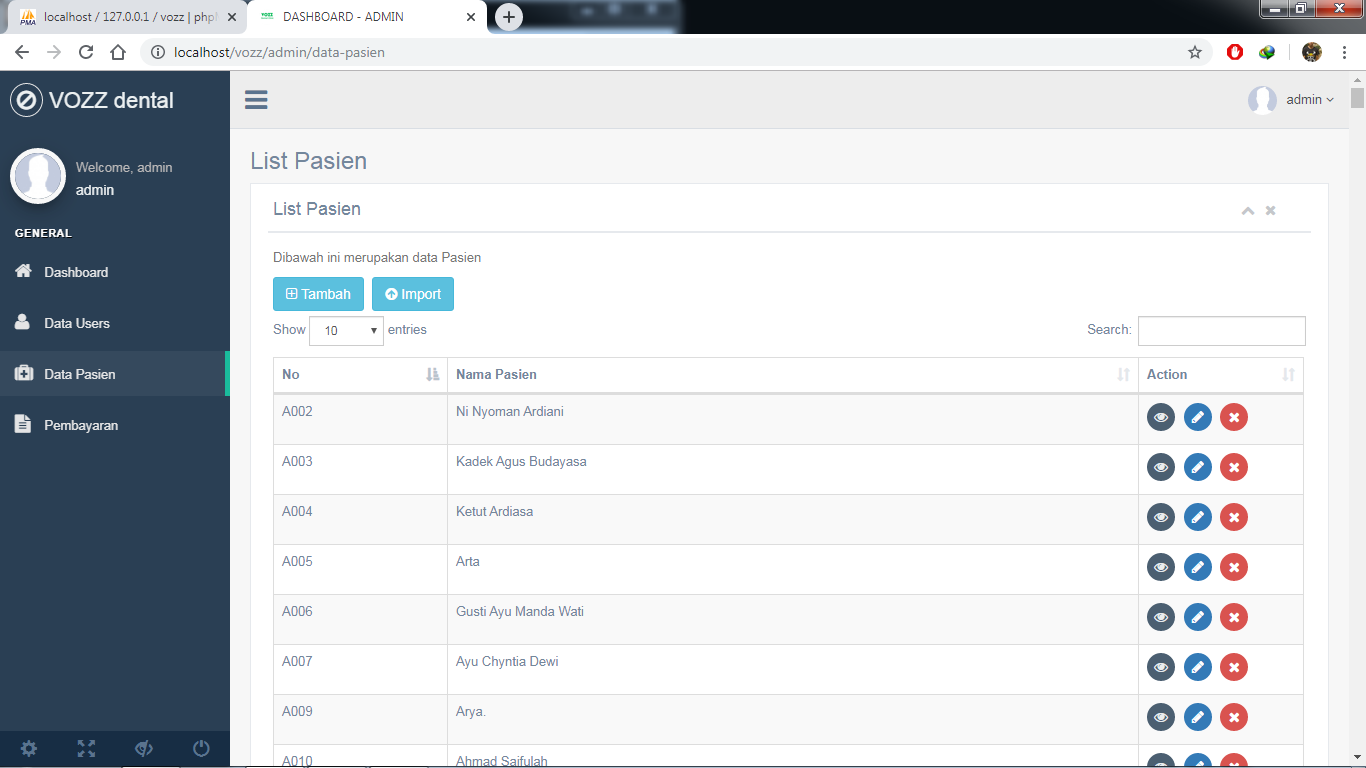 localhost / 127.0.0.1 / vozz | php
DASHBOARD - ADMIN
localhost/vozz/admin/data-pasien
VOZZ dental
admin
Welcome, admin
admin
GENERAL
Dashboard
Data Users
Data Pasien
Pembayaran
List Pasien
List Pasien
Dibawah ini merupakan data Pasien
Tambah Import
Show 10 entries Search:
No Nama Pasien Action
A002 Ni Nyoman Ardiani
A003 Kadek Agus Budayasa
A004 Ketut Ardiasa
A005 Arta
A006 Gusti Ayu Manda Wati
A007 Ayu Chyntia Dewi
A009 Arya.
A010 Ahmad Saifulah